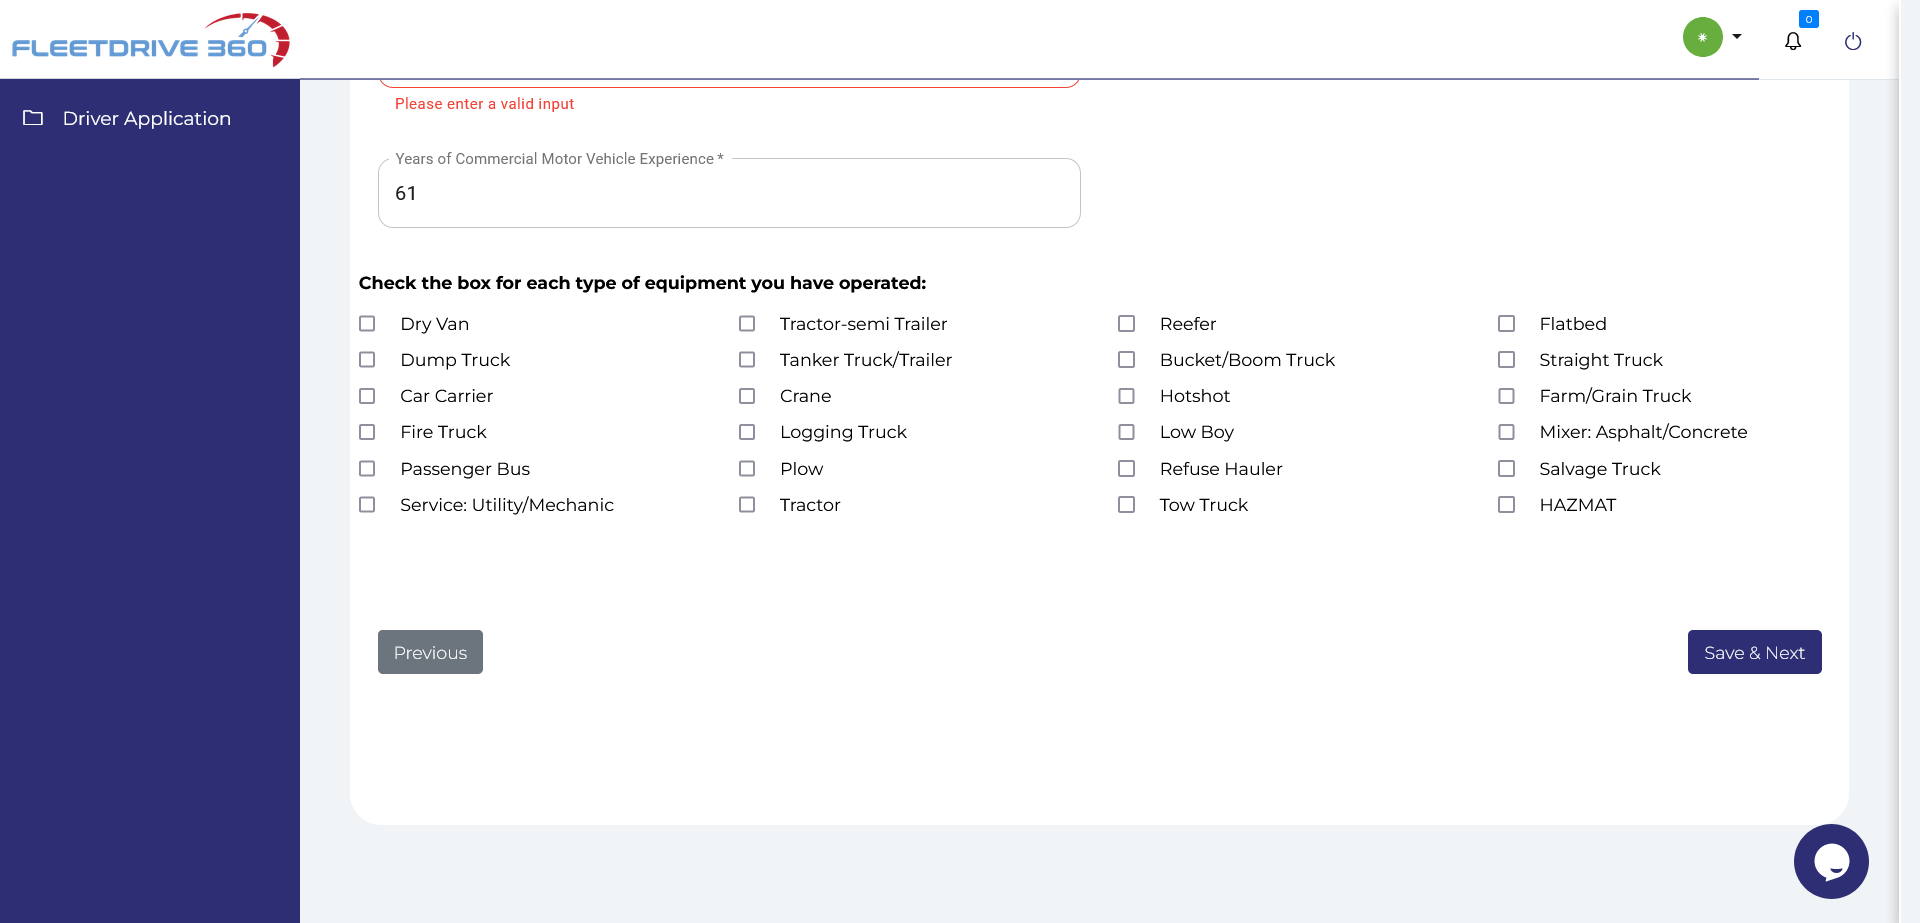 FLEETDRIVE 360
0
Driver Application
Please enter a valid input
Years of Commercial Motor Vehicle Experience *
61
Check the box for each type of equipment you have operated:
Dry Van Tractor-semi Trailer Reefer Flatbed
Dump Truck Tanker Truck/Trailer Bucket/Boom Truck Straight Truck
Car Carrier Crane Hotshot Farm/Grain Truck
Fire Truck Logging Truck Low Boy Mixer: Asphalt/Concrete
Passenger Bus Plow Refuse Hauler Salvage Truck
Service: Utility/Mechanic Tractor Tow Truck HAZMAT
Previous Save & Next